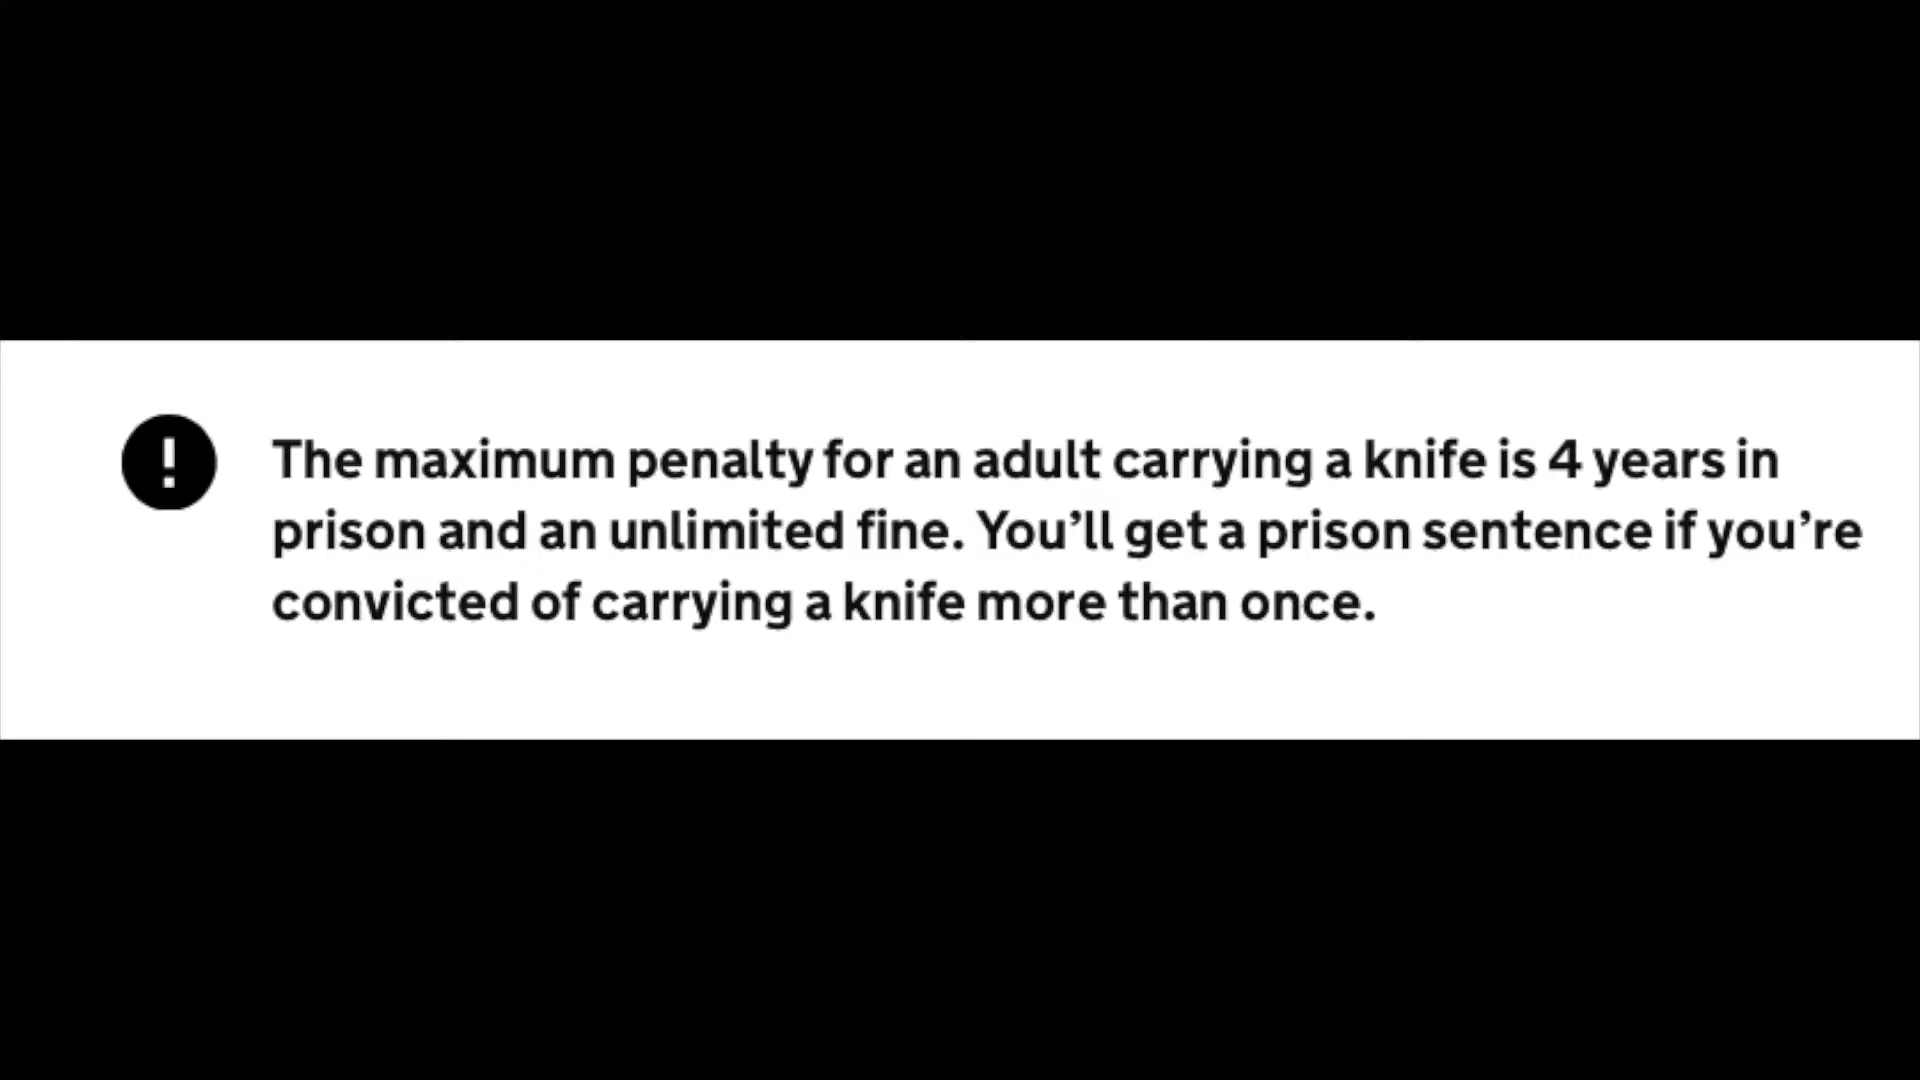 !
The maximum penalty for an adult carrying a knife is 4 years in
prison and an unlimited fine. You’ll get a prison sentence if you’re
convicted of carrying a knife more than once.